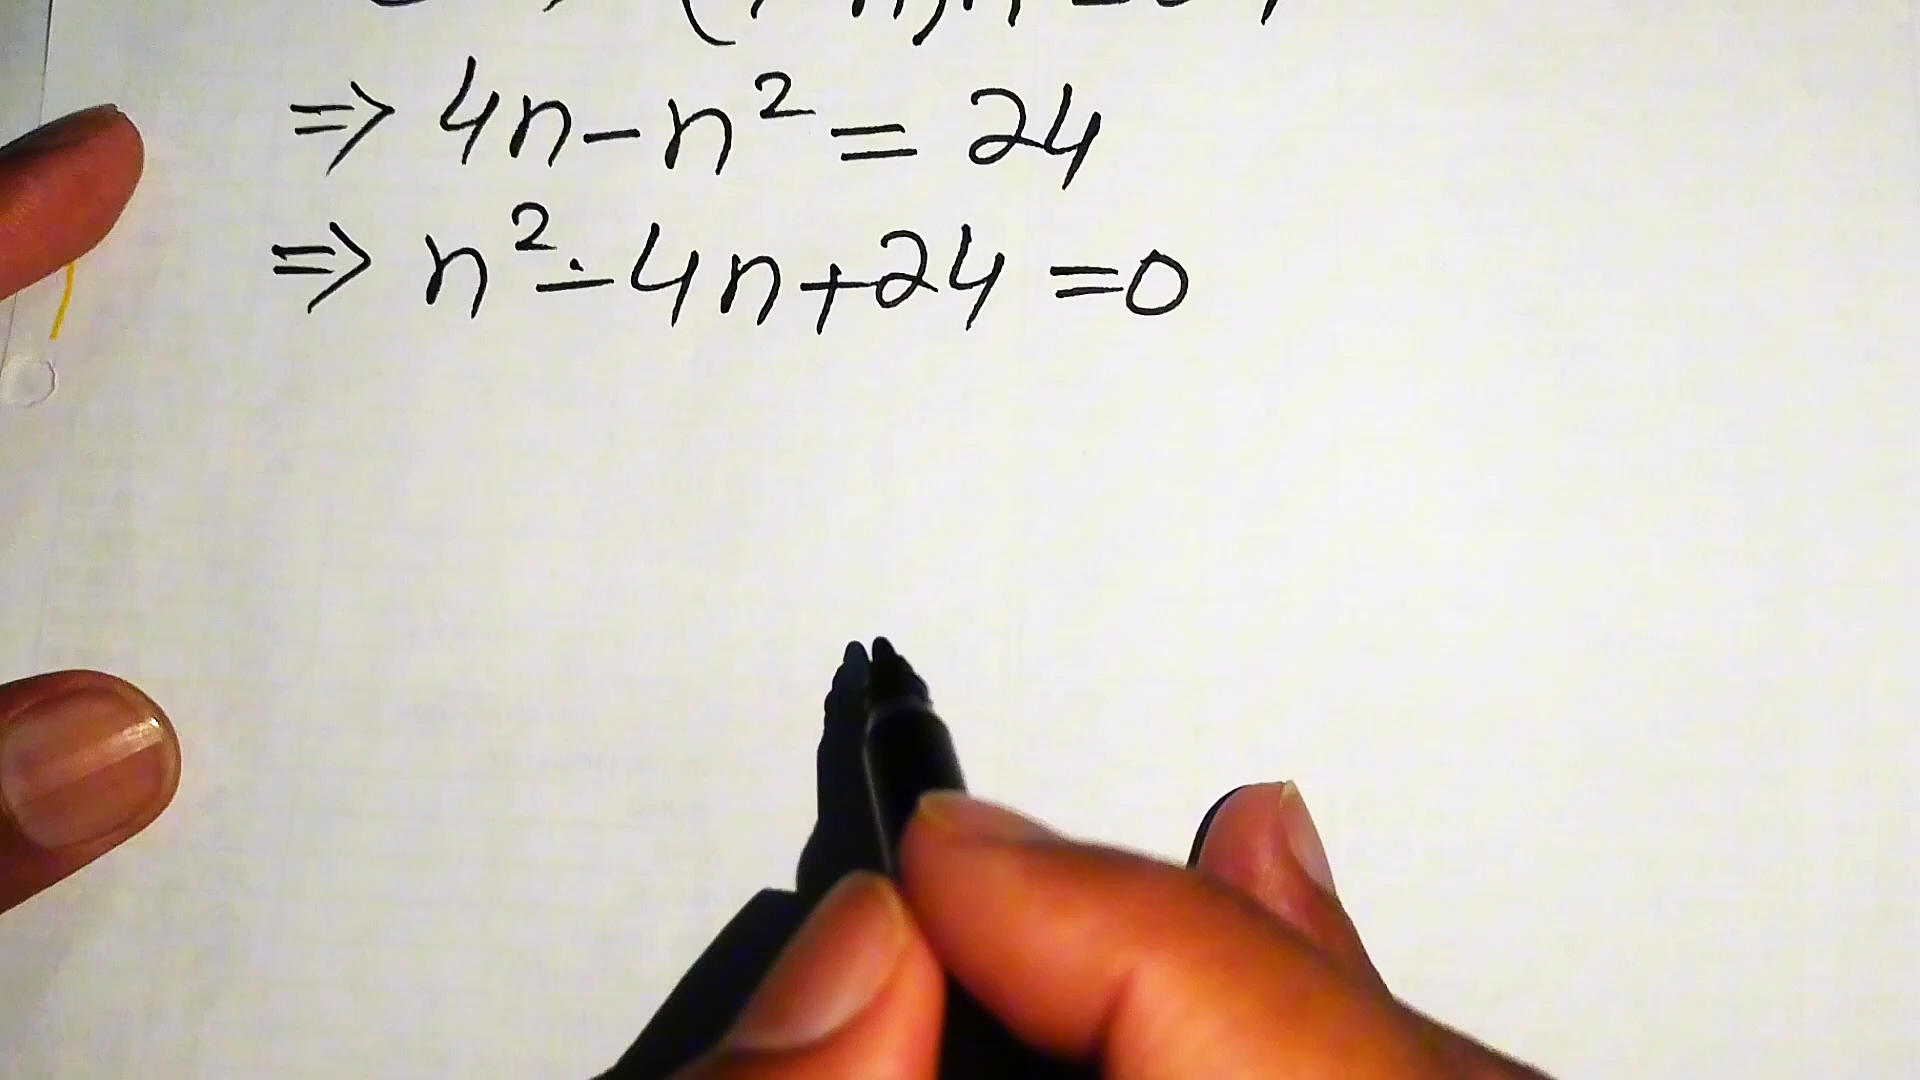 ⇒ 4n-n² = 24
⇒ n²-4n+24 =0